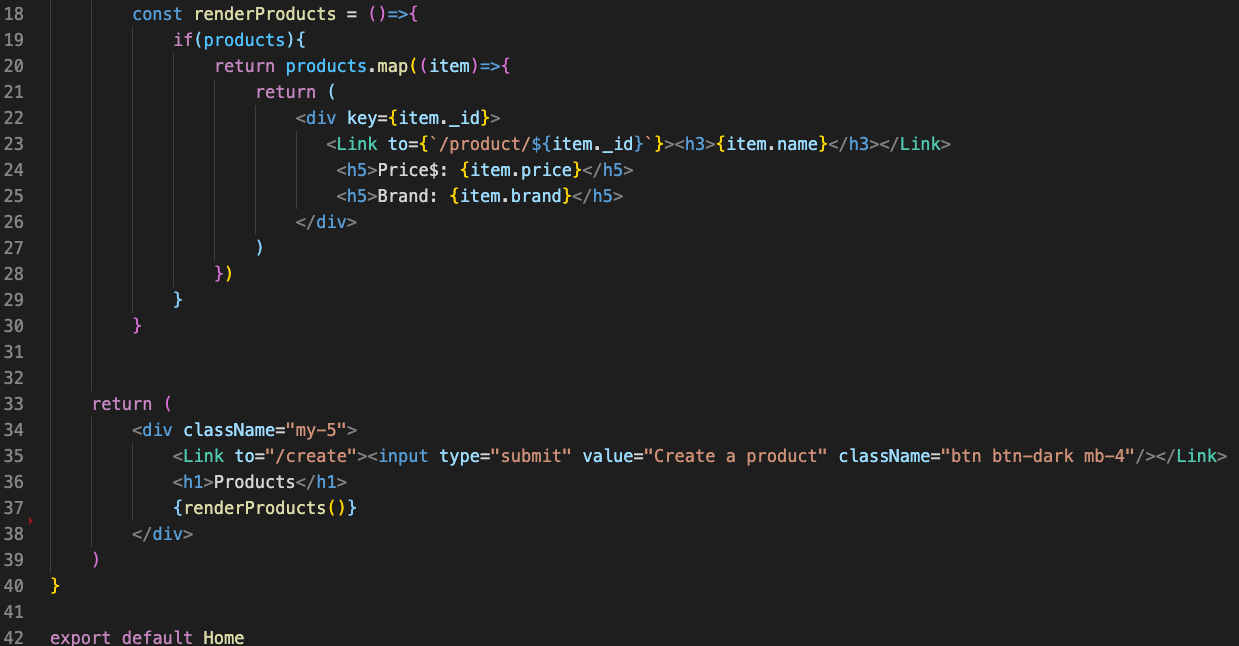 18 const renderProducts = ()=>{
19 if(products){
20 return products.map((item)=>{
21 return (
22 <div key={item._id}>
23 <Link to={`/product/${item._id}`}><h3>{item.name}</h3></Link>
24 <h5>Price$: {item.price}</h5>
25 <h5>Brand: {item.brand}</h5>
26 </div>
27 )
28 })
29 }
30 }
31
32
33 return (
34 <div className="my-5">
35 <Link to="/create"><input type="submit" value="Create a product" className="btn btn-dark mb-4"/></Link>
36 <h1>Products</h1>
37 {renderProducts()}
38 </div>
39 )
40 }
41
42 export default Home